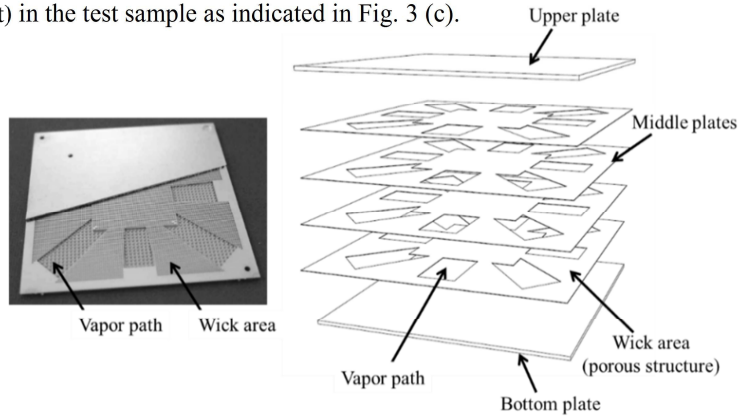 t) in the test sample as indicated in Fig. 3 (c).
Upper plate
Middle plates
Vapor path
Wick area
Wick area
(porous structure)
Vapor path
Bottom plate